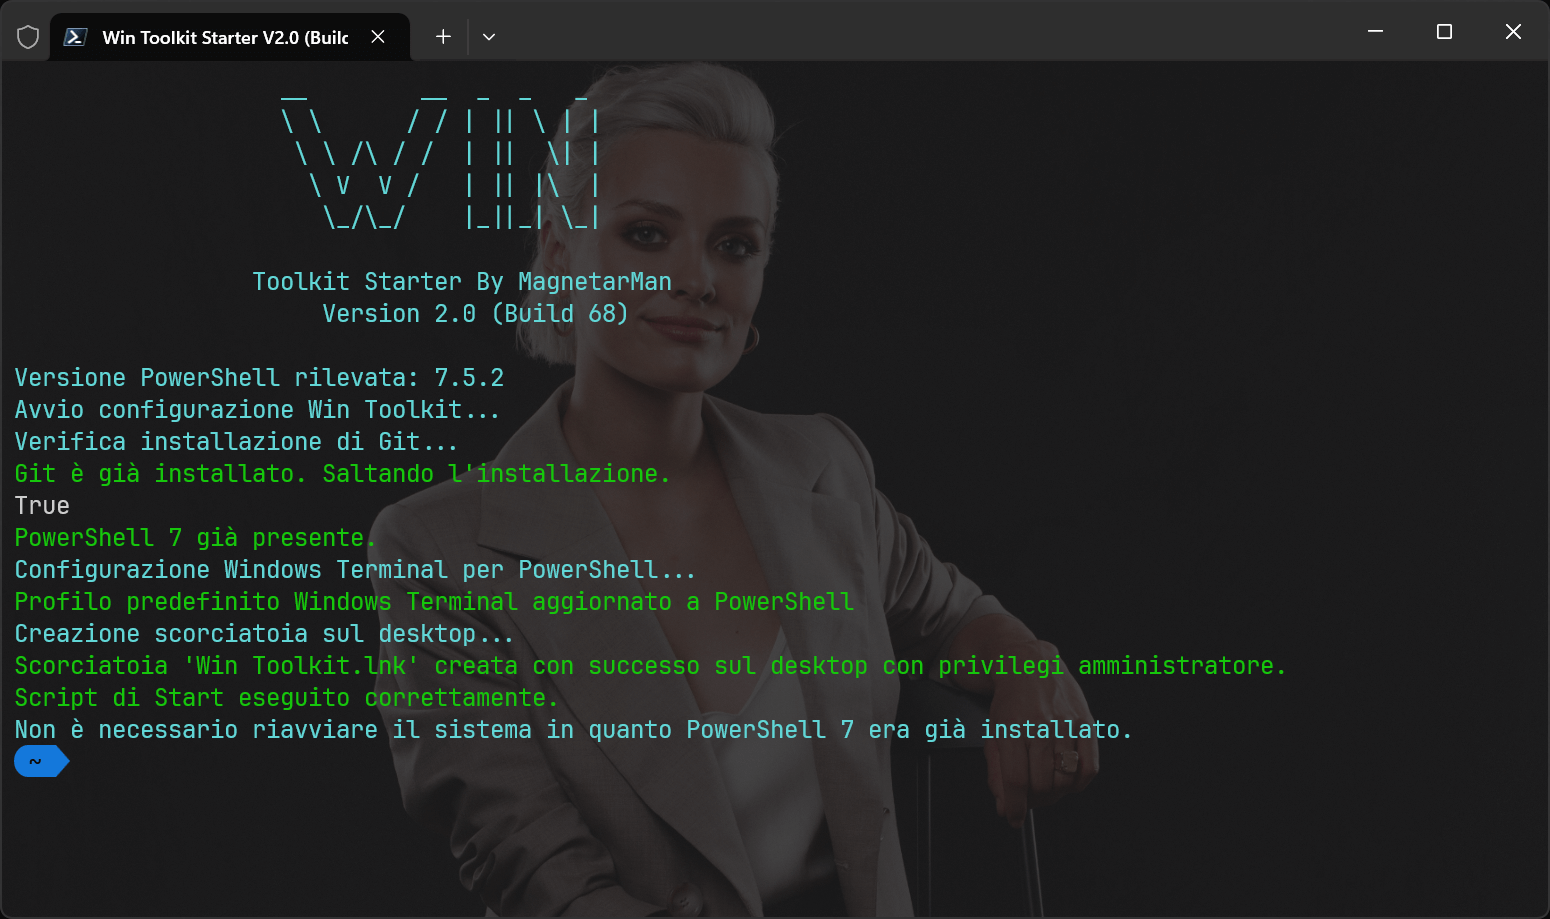 Win Toolkit Starter V2.0 (Build
Toolkit Starter By MagnetarMan
Version 2.0 (Build 68)
Versione PowerShell rilevata: 7.5.2
Avvio configurazione Win Toolkit...
Verifica installazione di Git...
Git è già installato. Saltando l'installazione.
True
PowerShell 7 già presente.
Configurazione Windows Terminal per PowerShell...
Profilo predefinito Windows Terminal aggiornato a PowerShell
Creazione scorciatoia sul desktop...
Scorciatoia 'Win Toolkit.lnk' creata con successo sul desktop con privilegi amministratore.
Script di Start eseguito correttamente.
Non è necessario riavviare il sistema in quanto PowerShell 7 era già installato.
~